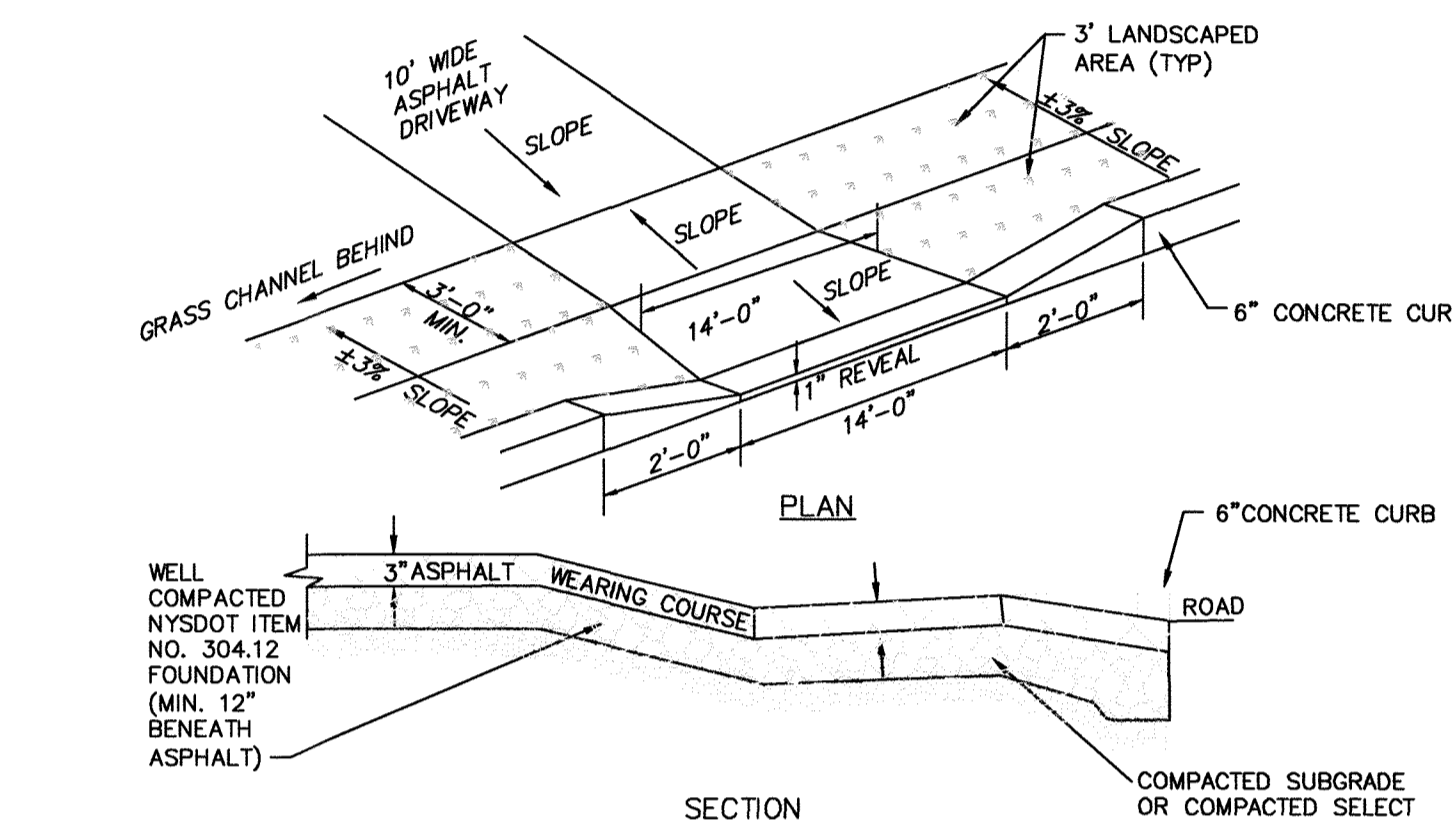 10' WIDE
ASPHALT
DRIVEWAY
SLOPE
3' LANDSCAPED
AREA (TYP)
±3% SLOPE
SLOPE
GRASS CHANNEL BEHIND
3'-0"
MIN.
SLOPE
14'-0"
6" CONCRETE CUR
2'-0"
±3% SLOPE
1" REVEAL
14'-0"
2'-0"
PLAN
6"CONCRETE CURB
WELL
COMPACTED
NYSDOT ITEM
NO. 304.12
FOUNDATION
(MIN. 12"
BENEATH
ASPHALT)
3"ASPHALT WEARING COURSE
ROAD
COMPACTED SUBGRADE
OR COMPACTED SELECT
SECTION